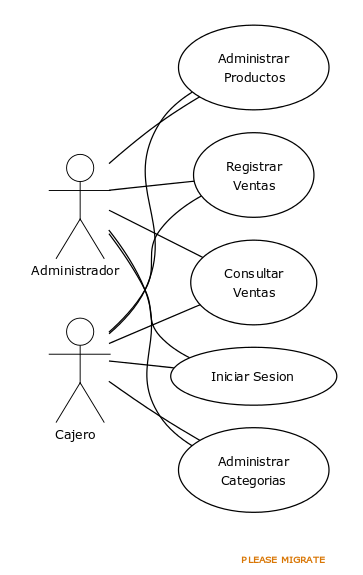 Administrar
Productos
Registrar
Ventas
Administrador
Consultar
Ventas
Iniciar Sesion
Cajero
Administrar
Categorias
PLEASE MIGRATE